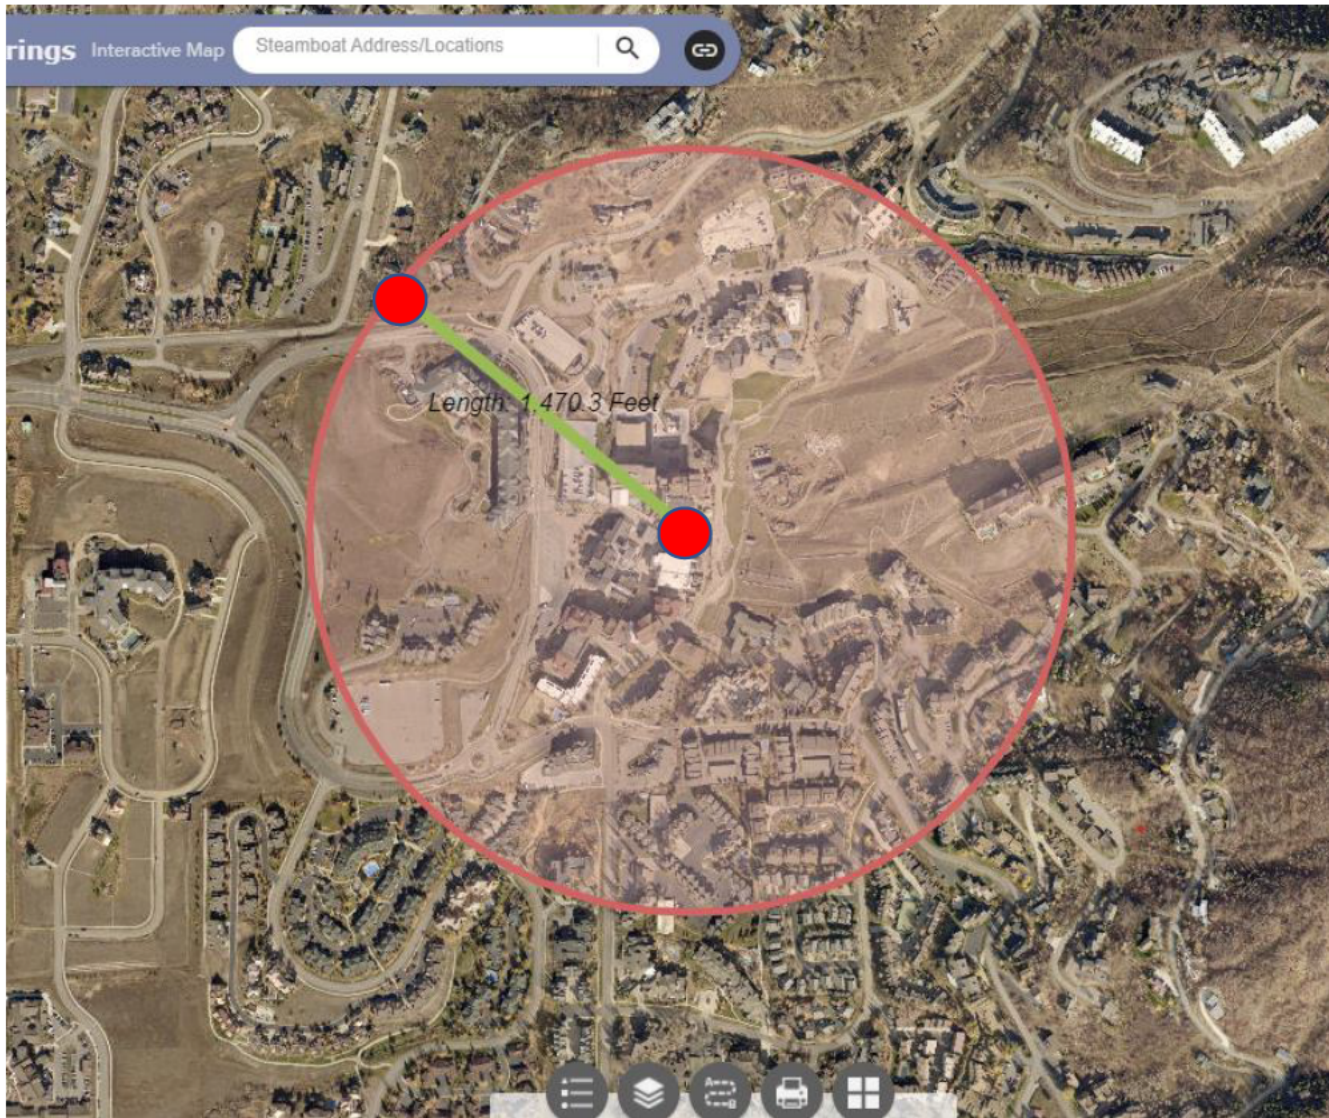 rings Interactive Map Steamboat Address/Locations
Length: 1,470.3 Feet